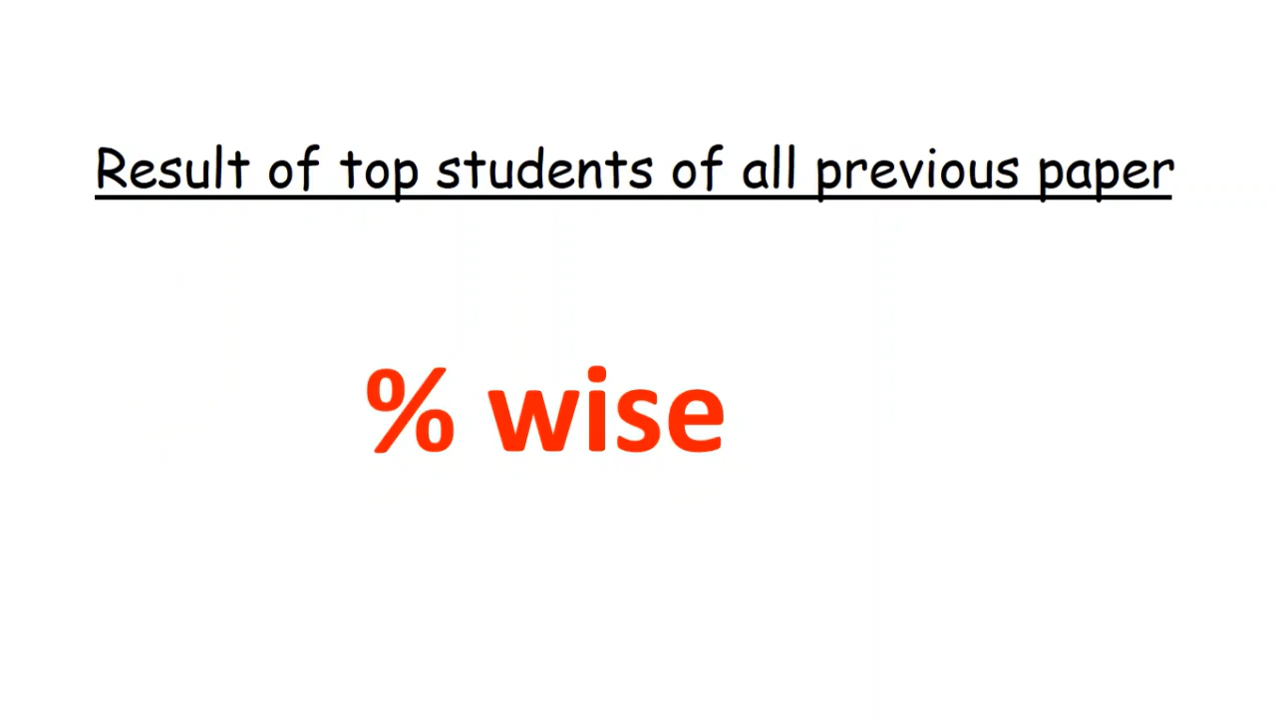 Result of top students of all previous paper
% wise